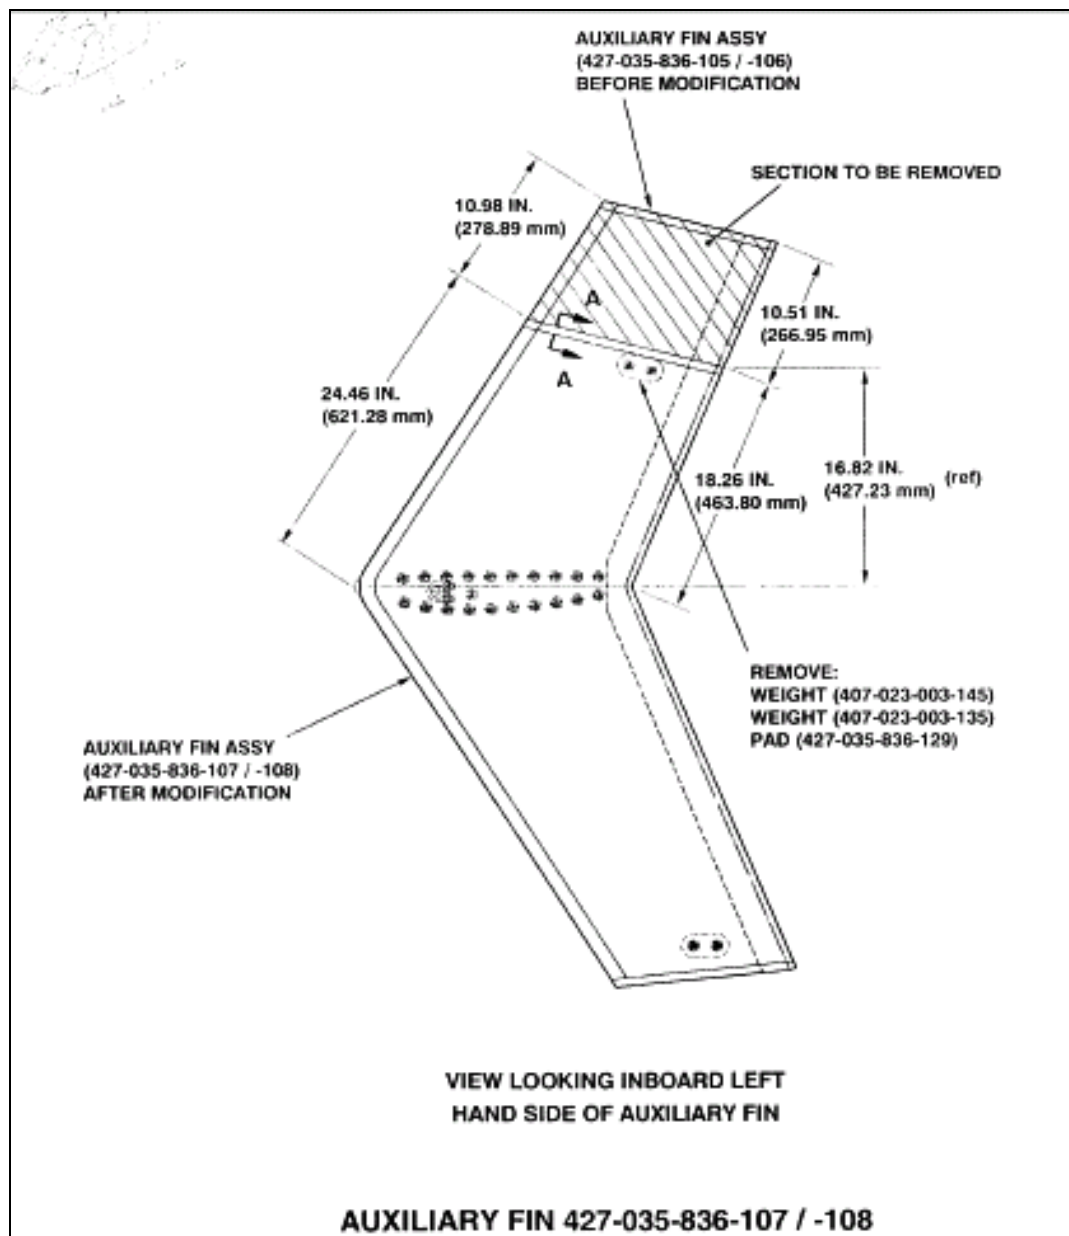 AUXILIARY FIN ASSY
(427-035-836-105 / -106)
BEFORE MODIFICATION
SECTION TO BE REMOVED
10.98 IN.
(278.89 mm)
A
10.51 IN.
(266.95 mm)
A
24.46 IN.
(621.28 mm)
18.26 IN.
(463.80 mm)
16.82 IN.
(427.23 mm) (ref)
REMOVE:
WEIGHT (407-023-003-145)
WEIGHT (407-023-003-135)
PAD (427-035-836-129)
AUXILIARY FIN ASSY
(427-035-836-107 / -108)
AFTER MODIFICATION
VIEW LOOKING INBOARD LEFT
HAND SIDE OF AUXILIARY FIN
AUXILIARY FIN 427-035-836-107 / -108